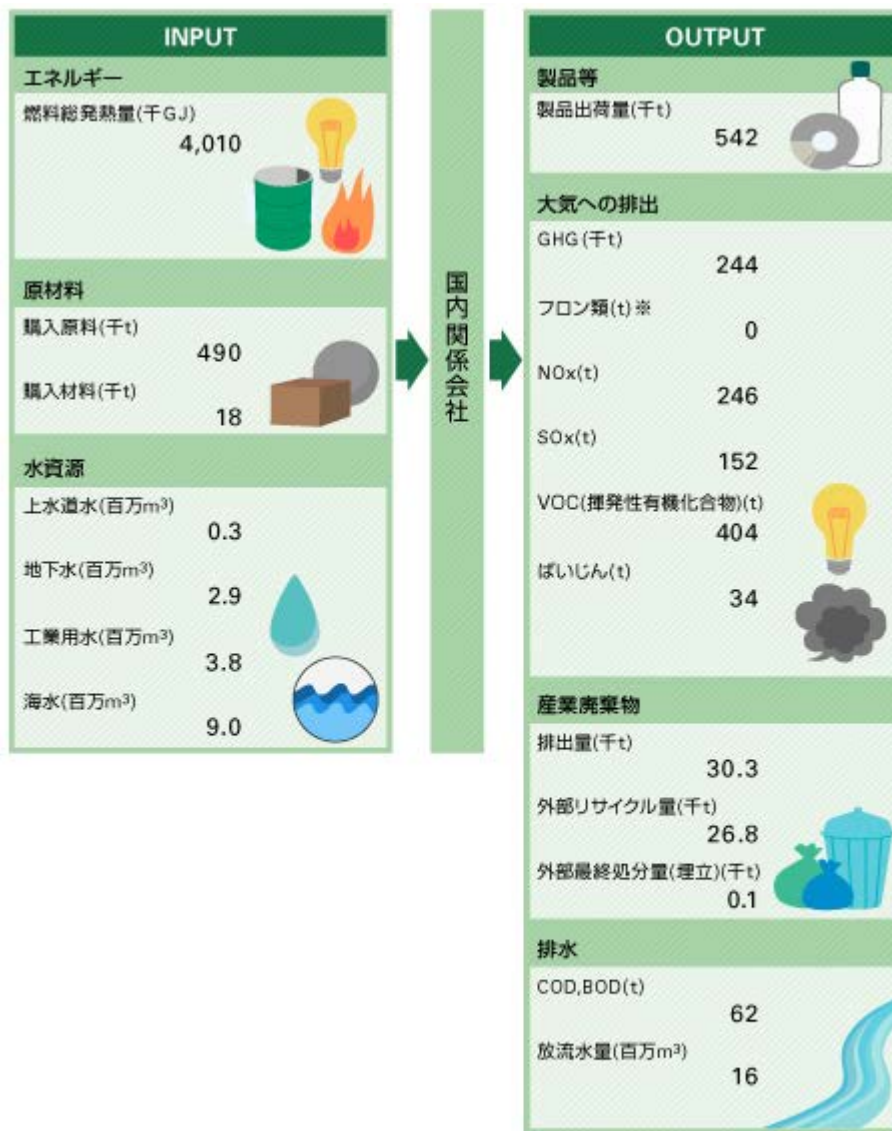 INPUT
エネルギー
燃料総発熱量(千GJ)
4,010
原材料
購入原料(千t)
490
購入材料(千t)
18
水資源
上水道水(百万m³)
0.3
地下水(百万m³)
2.9
工業用水(百万m³)
3.8
海水(百万m³)
9.0
国内関係会社
OUTPUT
製品等
製品出荷量(千t)
542
大気への排出
GHG(千t)
244
フロン類(t)※
0
NOx(t)
246
SOx(t)
152
VOC(揮発性有機化合物)(t)
404
ばいじん(t)
34
産業廃棄物
排出量(千t)
30.3
外部リサイクル量(千t)
26.8
外部最終処分量(埋立)(千t)
0.1
排水
COD,BOD(t)
62
放流水量(百万m³)
16